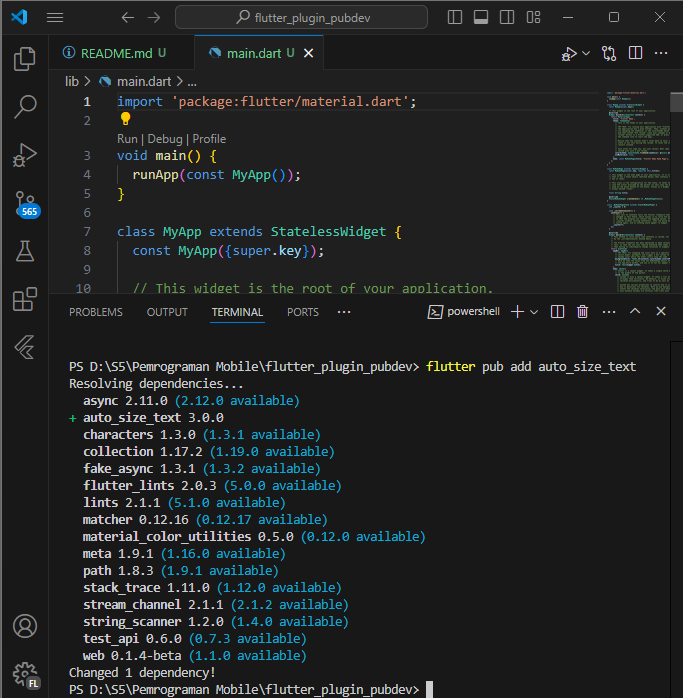 flutter_plugin_pubdev
README.md U
main.dart U
lib > main.dart > ...
1 import 'package:flutter/material.dart';
2
Run | Debug | Profile
3 void main() {
4 runApp(const MyApp());
5 }
6
7 class MyApp extends StatelessWidget {
8 const MyApp({super.key});
9
10 // This widget is the root of your application.
565
PROBLEMS OUTPUT TERMINAL PORTS ... powershell
PS D:\S5\Pemrograman Mobile\flutter_plugin_pubdev> flutter pub add auto_size_text
Resolving dependencies...
async 2.11.0 (2.12.0 available)
+ auto_size_text 3.0.0
characters 1.3.0 (1.3.1 available)
collection 1.17.2 (1.19.0 available)
fake_async 1.3.1 (1.3.2 available)
flutter_lints 2.0.3 (5.0.0 available)
lints 2.1.1 (5.1.0 available)
matcher 0.12.16 (0.12.17 available)
material_color_utilities 0.5.0 (0.12.0 available)
meta 1.9.1 (1.16.0 available)
path 1.8.3 (1.9.1 available)
stack_trace 1.11.0 (1.12.0 available)
stream_channel 2.1.1 (2.1.2 available)
string_scanner 1.2.0 (1.4.0 available)
test_api 0.6.0 (0.7.3 available)
web 0.1.4-beta (1.1.0 available)
Changed 1 dependency!
PS D:\S5\Pemrograman Mobile\flutter_plugin_pubdev>
FL